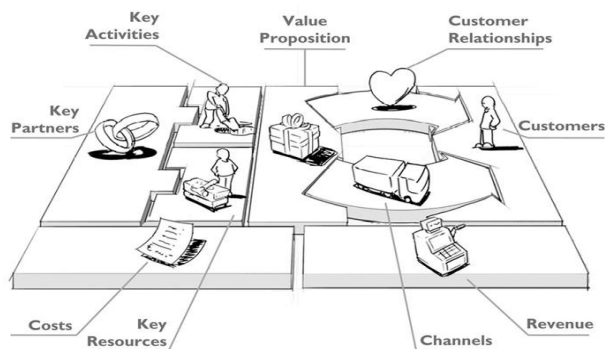 Key
Activities
Value
Proposition
Customer
Relationships
Key
Partners
Customers
Costs
Key
Resources
Channels
Revenue